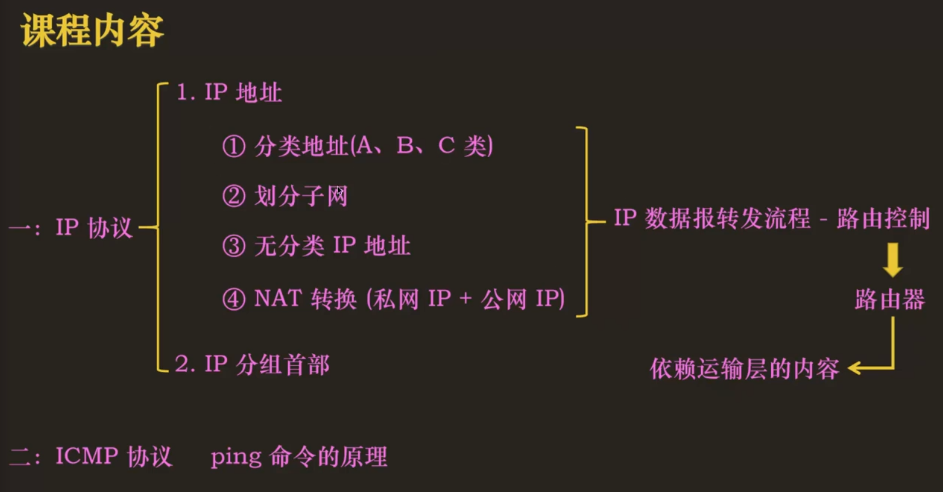 课程内容
1. IP 地址
① 分类地址(A、B、C 类)
② 划分子网
③ 无分类 IP 地址
④ NAT 转换 (私网 IP + 公网 IP)
一: IP 协议
IP 数据报转发流程 - 路由控制
路由器
依赖运输层的内容
2. IP 分组首部
二: ICMP 协议 ping 命令的原理